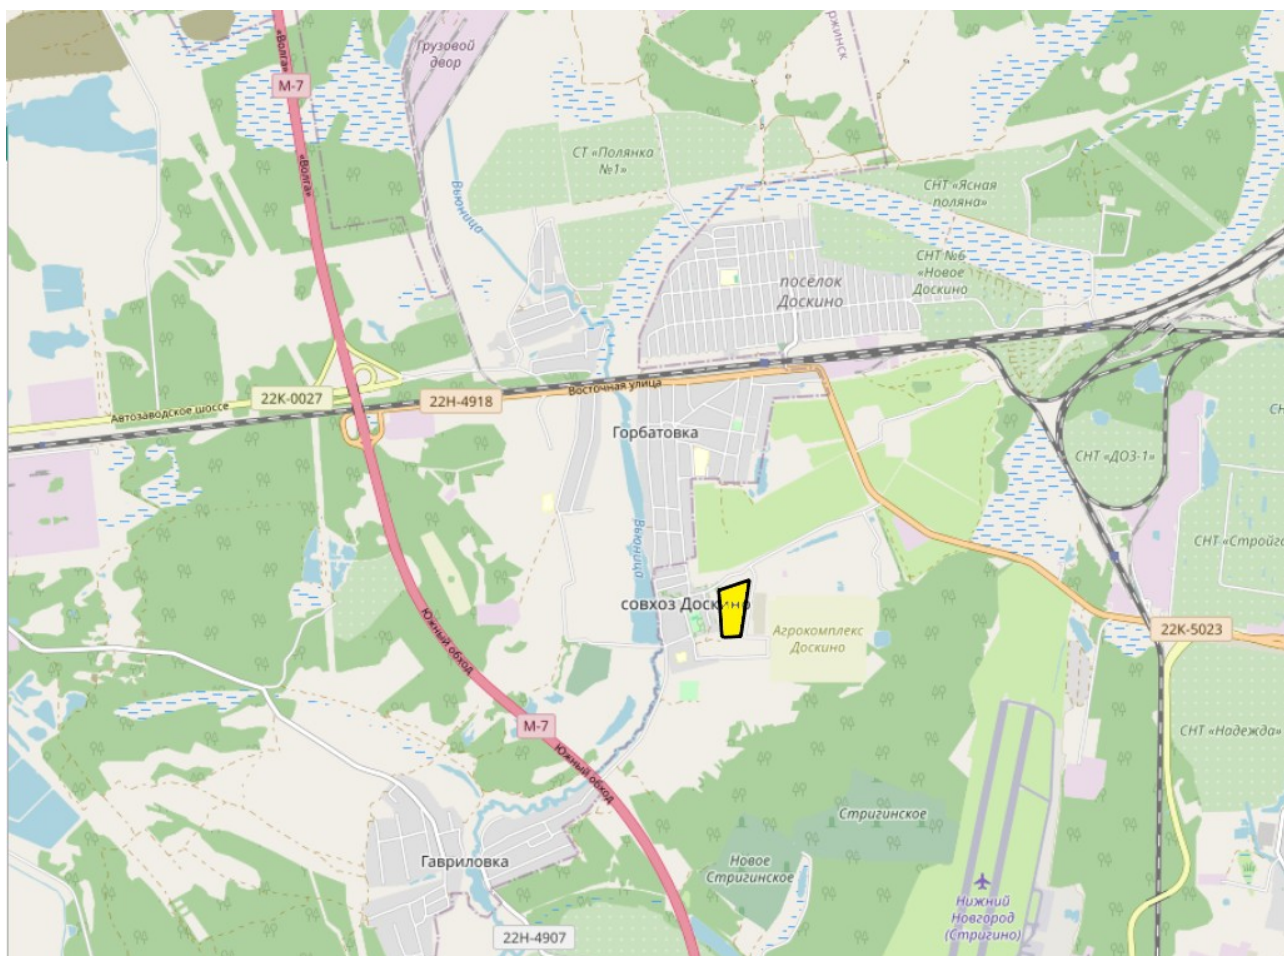 «Волга»
М-7
«Волга»
Грузовой
двор
Вьюница
СТ «Полянка
№1»
СНТ «Ясная
поляна»
СНТ №6
«Новое
Доскино
посёлок
Доскино
22К-0027
Автозаводское шоссе
22Н-4918
Восточная улица
Горбатовка
СНТ «ДОЗ-1»
Вьюница
СНТ «Стройга
совхоз Доскино
Агрокомплекс
Доскино
22К-5023
Южный обход
М-7
Южный обход
СНТ «Надежда»
Стригинское
Новое
Стригинское
Гавриловка
22Н-4907
Нижний
Новгород
(Стригино)